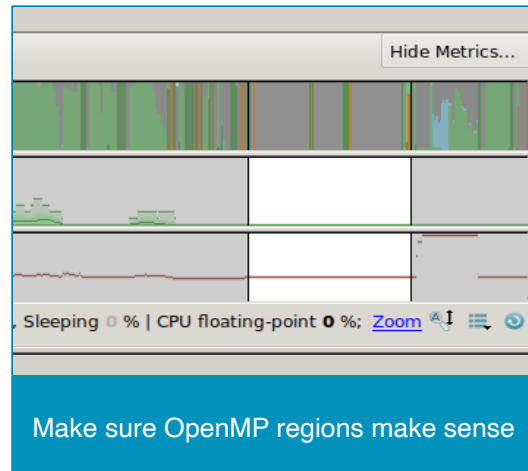 Hide Metrics...
, Sleeping 0 % | CPU floating-point 0 %; Zoom
Make sure OpenMP regions make sense